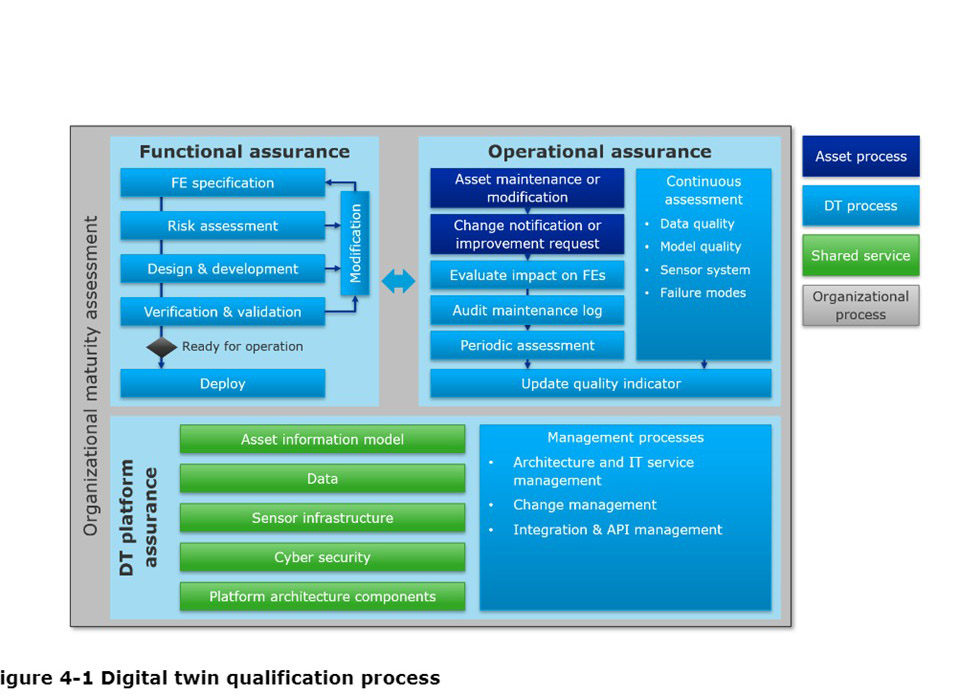 Organizational maturity assessment
Functional assurance
FE specification
Risk assessment
Design & development
Verification & validation
Modification
Ready for operation
Deploy
Operational assurance
Asset maintenance or
modification
Change notification or
improvement request
Evaluate impact on FEs
Audit maintenance log
Periodic assessment
Continuous
assessment
• Data quality
• Model quality
• Sensor system
• Failure modes
Update quality indicator
DT platform
assurance
Asset information model
Data
Sensor infrastructure
Cyber security
Platform architecture components
Management processes
• Architecture and IT service
management
• Change management
• Integration & API management
Asset process
DT process
Shared service
Organizational
process
igure 4-1 Digital twin qualification process